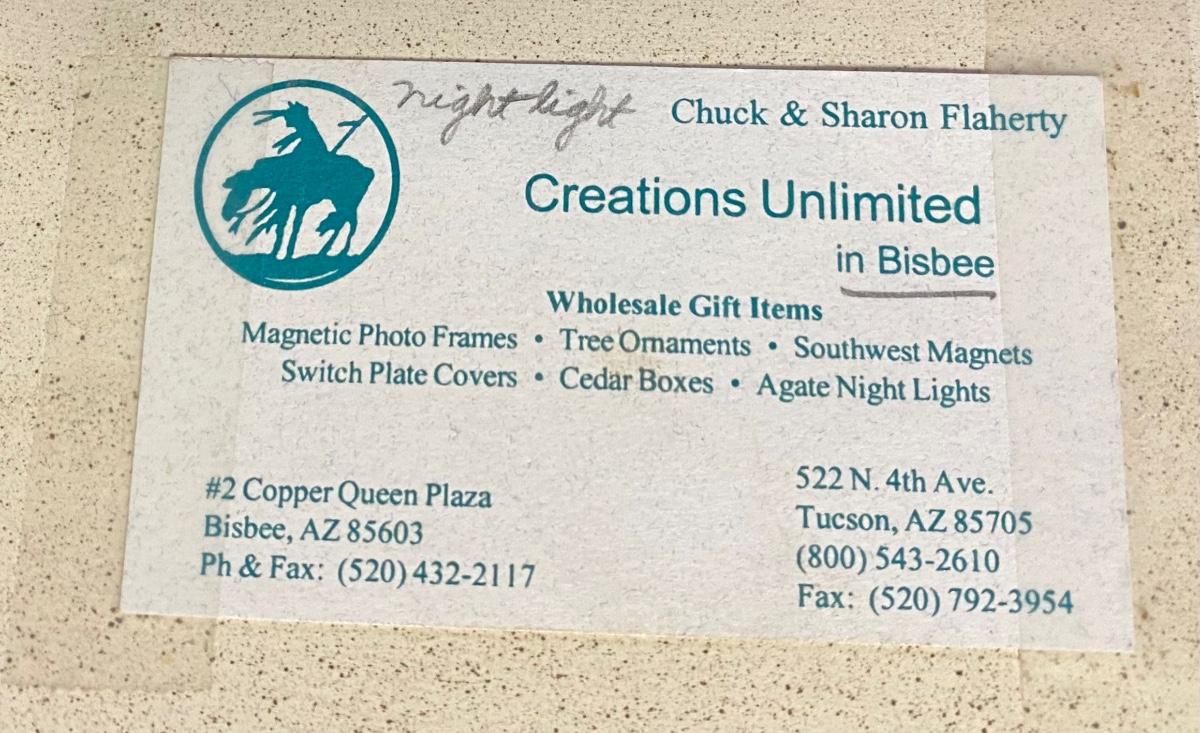 night light
Chuck & Sharon Flaherty
Creations Unlimited
in Bisbee
Wholesale Gift Items
Magnetic Photo Frames • Tree Ornaments • Southwest Magnets
Switch Plate Covers • Cedar Boxes • Agate Night Lights
#2 Copper Queen Plaza
Bisbee, AZ 85603
Ph & Fax: (520) 432-2117
522 N. 4th Ave.
Tucson, AZ 85705
(800) 543-2610
Fax: (520) 792-3954